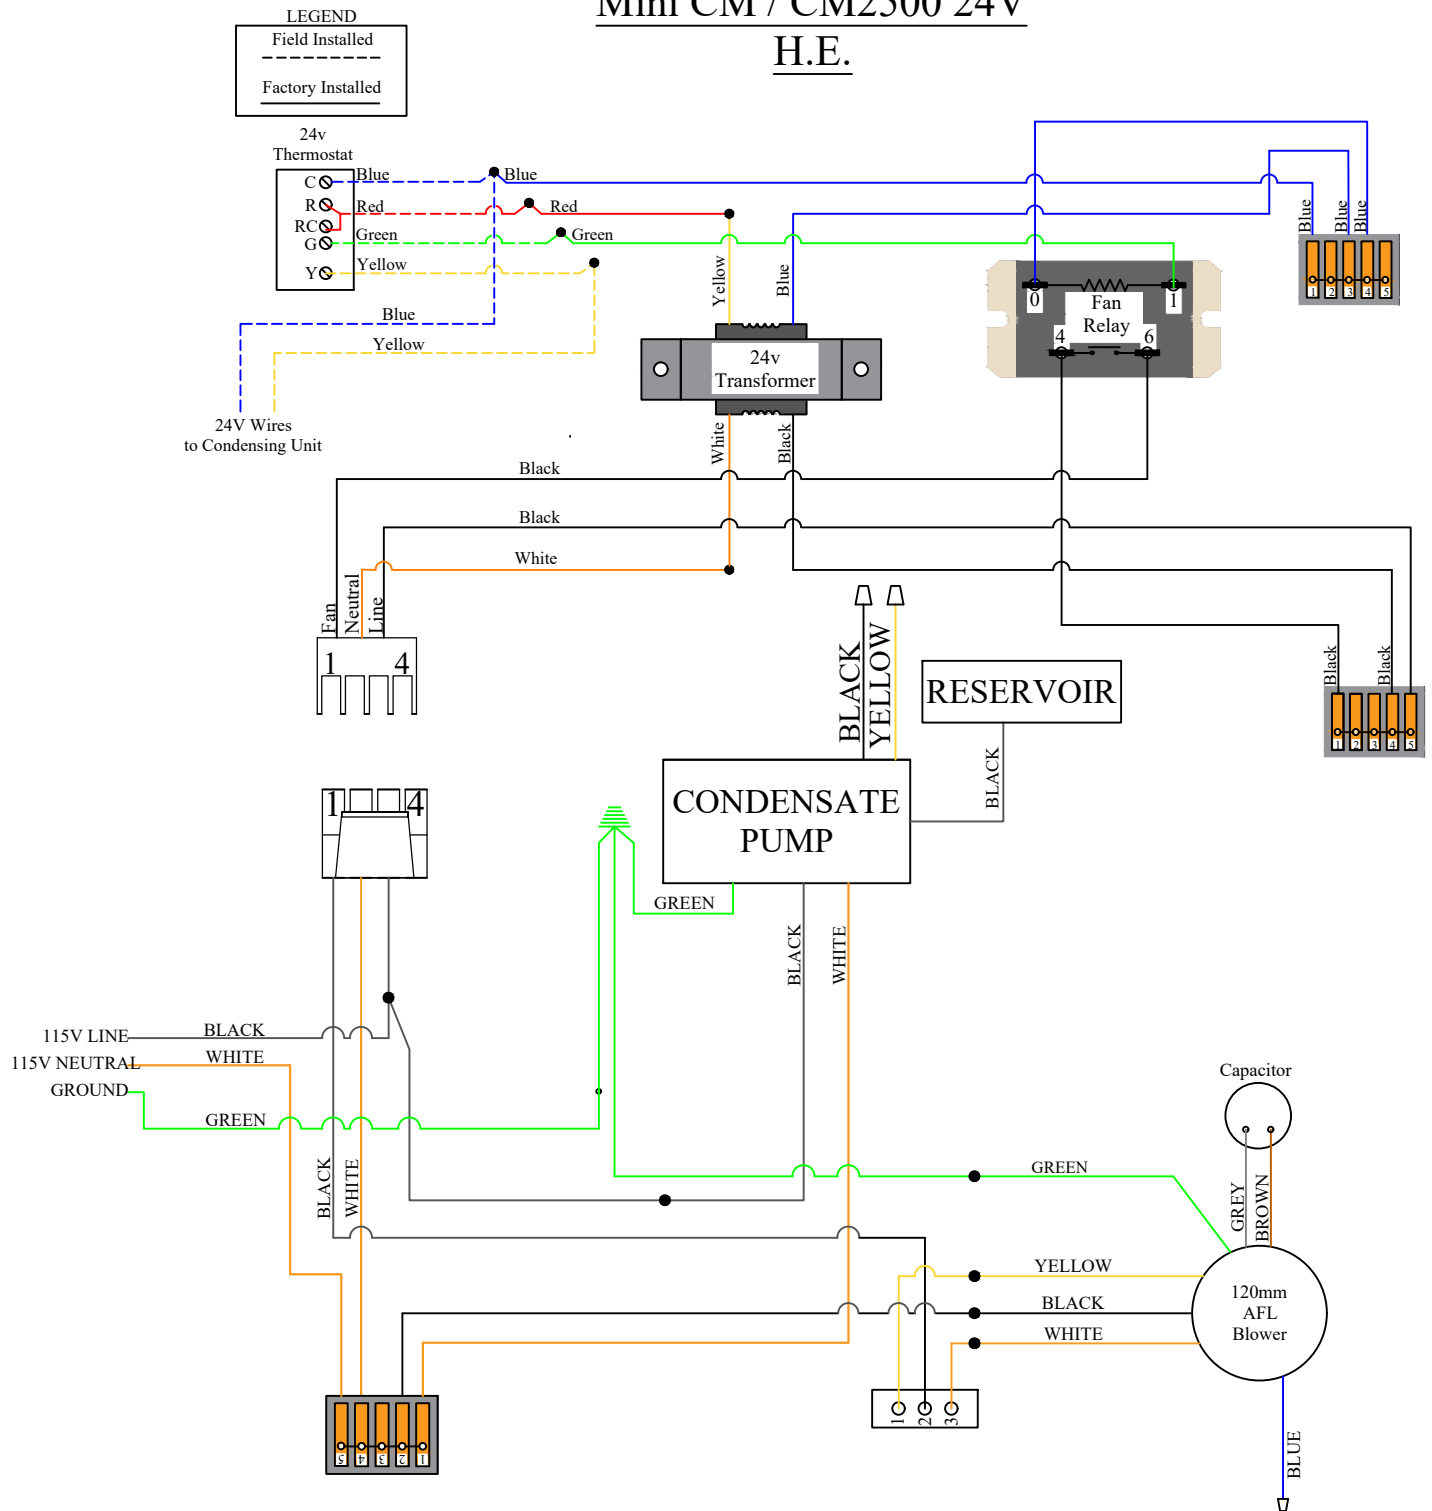 Mini CM / CM2500 24V
H.E.
LEGEND
Field Installed
Factory Installed
24v
Thermostat
C
R
RC
G
Y
Blue
Red
Green
Yellow
Blue
Red
Green
Blue
Yellow
24V Wires
to Condensing Unit
Yellow
Blue
24v
Transformer
White
Black
0
1
Fan
Relay
4
6
Blue
Blue
Blue
1 2 3 4 5
Black
Black
White
Fan
Neutral
Line
1 4
BLACK
YELLOW
RESERVOIR
BLACK
Black
Black
1 2 3 4 5
CONDENSATE
PUMP
1 4
GREEN
BLACK
WHITE
115V LINE
BLACK
115V NEUTRAL
WHITE
GROUND
GREEN
BLACK
WHITE
Capacitor
GREY
BROWN
GREEN
YELLOW
BLACK
WHITE
120mm
AFL
Blower
BLUE
1 2 3
5 4 3 2 1